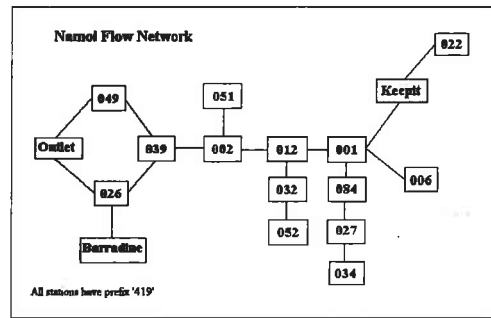 Namoi Flow Network
022
051
Keepit
049
Outlet
039
002
012
001
026
032
084
006
Barradine
052
027
034
All stations have prefix '419'